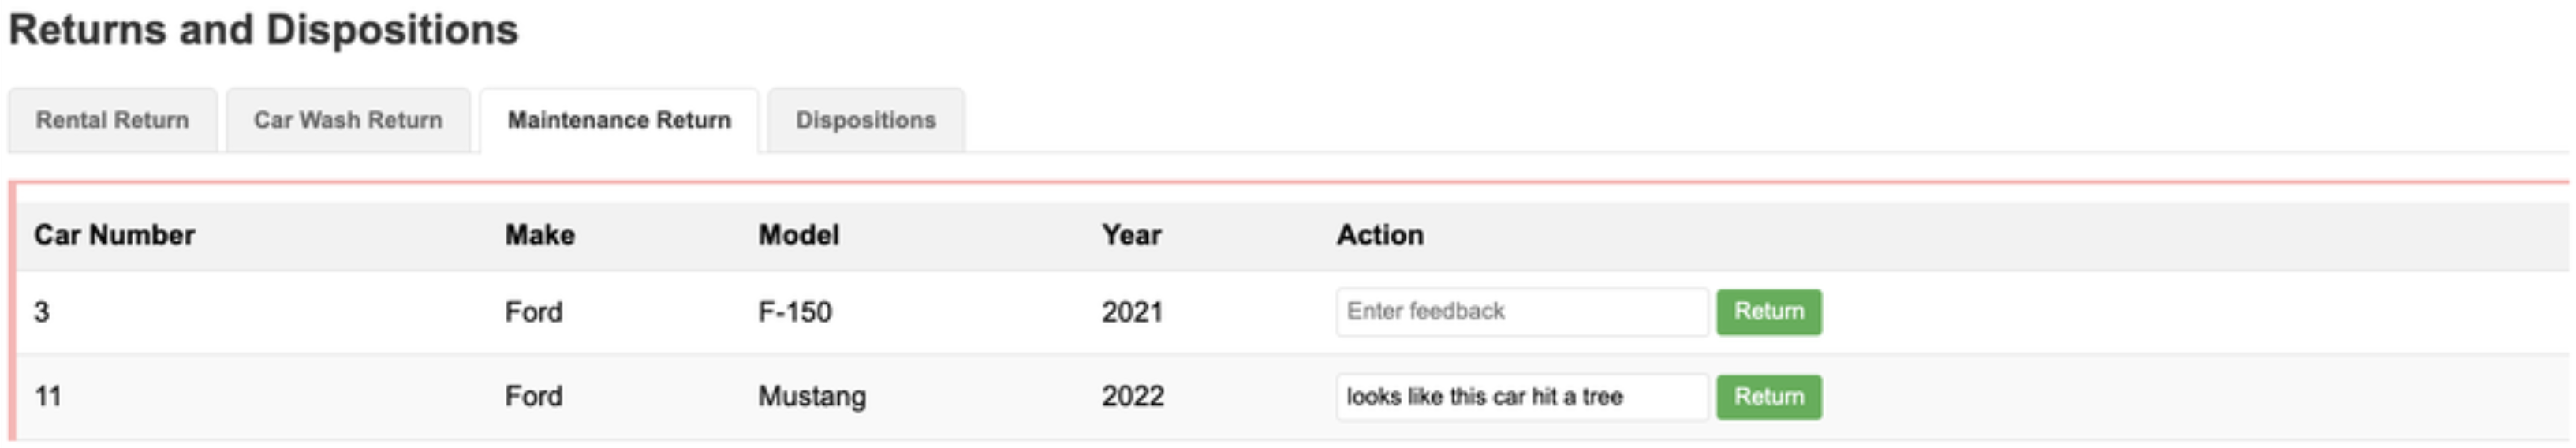 Returns and Dispositions
Rental Return Car Wash Return Maintenance Return Dispositions
Car Number Make Model Year Action
3 Ford F-150 2021 Enter feedback Return
11 Ford Mustang 2022 looks like this car hit a tree Return